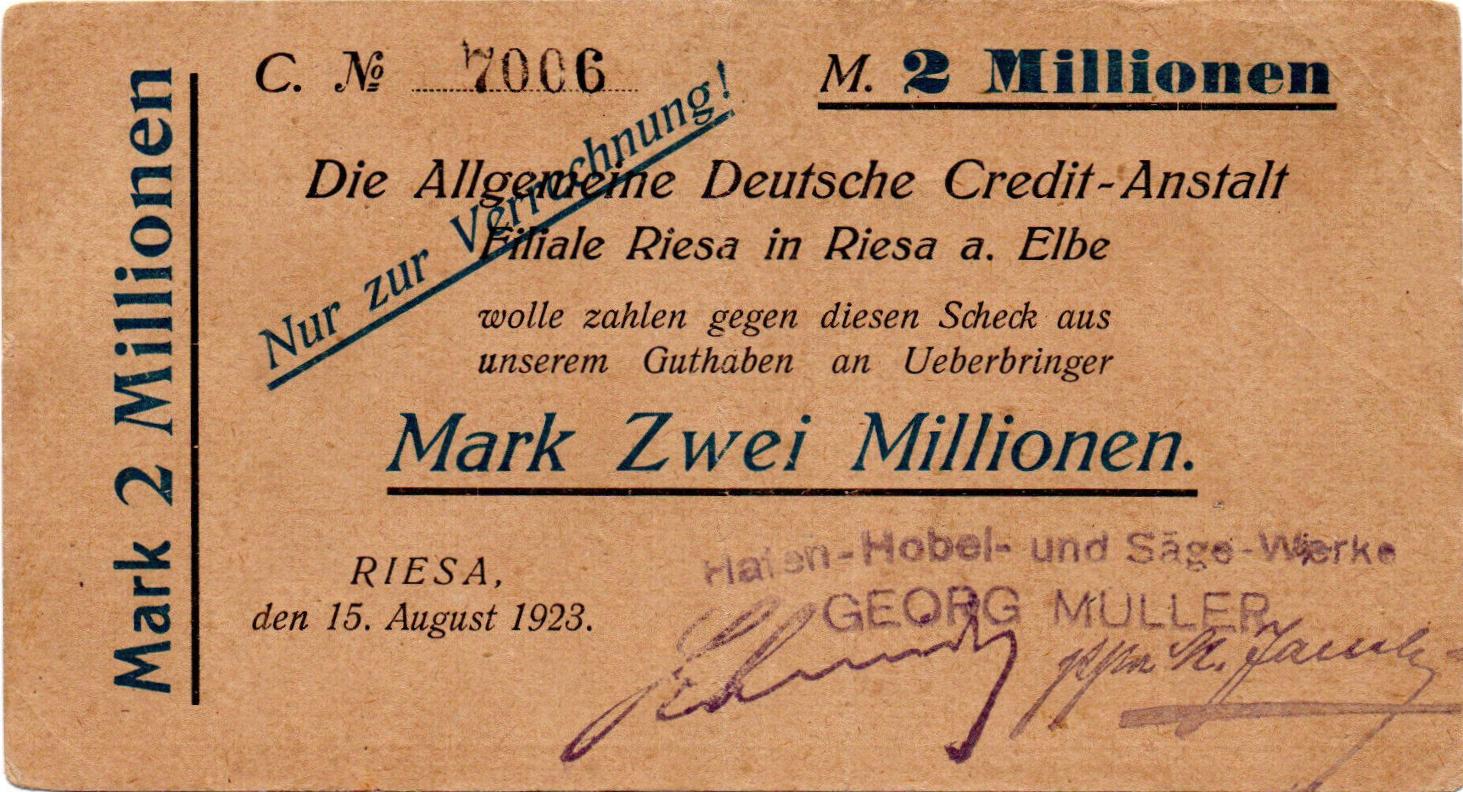 Mark 2 Millionen
C. № 7006
M. 2 Millionen
Nur zur Verrechnung!
Die Allgemeine Deutsche Credit-Anstalt
Filiale Riesa in Riesa a. Elbe
wolle zahlen gegen diesen Scheck aus
unserem Guthaben an Ueberbringer
Mark Zwei Millionen.
RIESA,
den 15. August 1923.
Hafen-Hobel- und Säge-Werke
GEORG MÜLLER
ppa